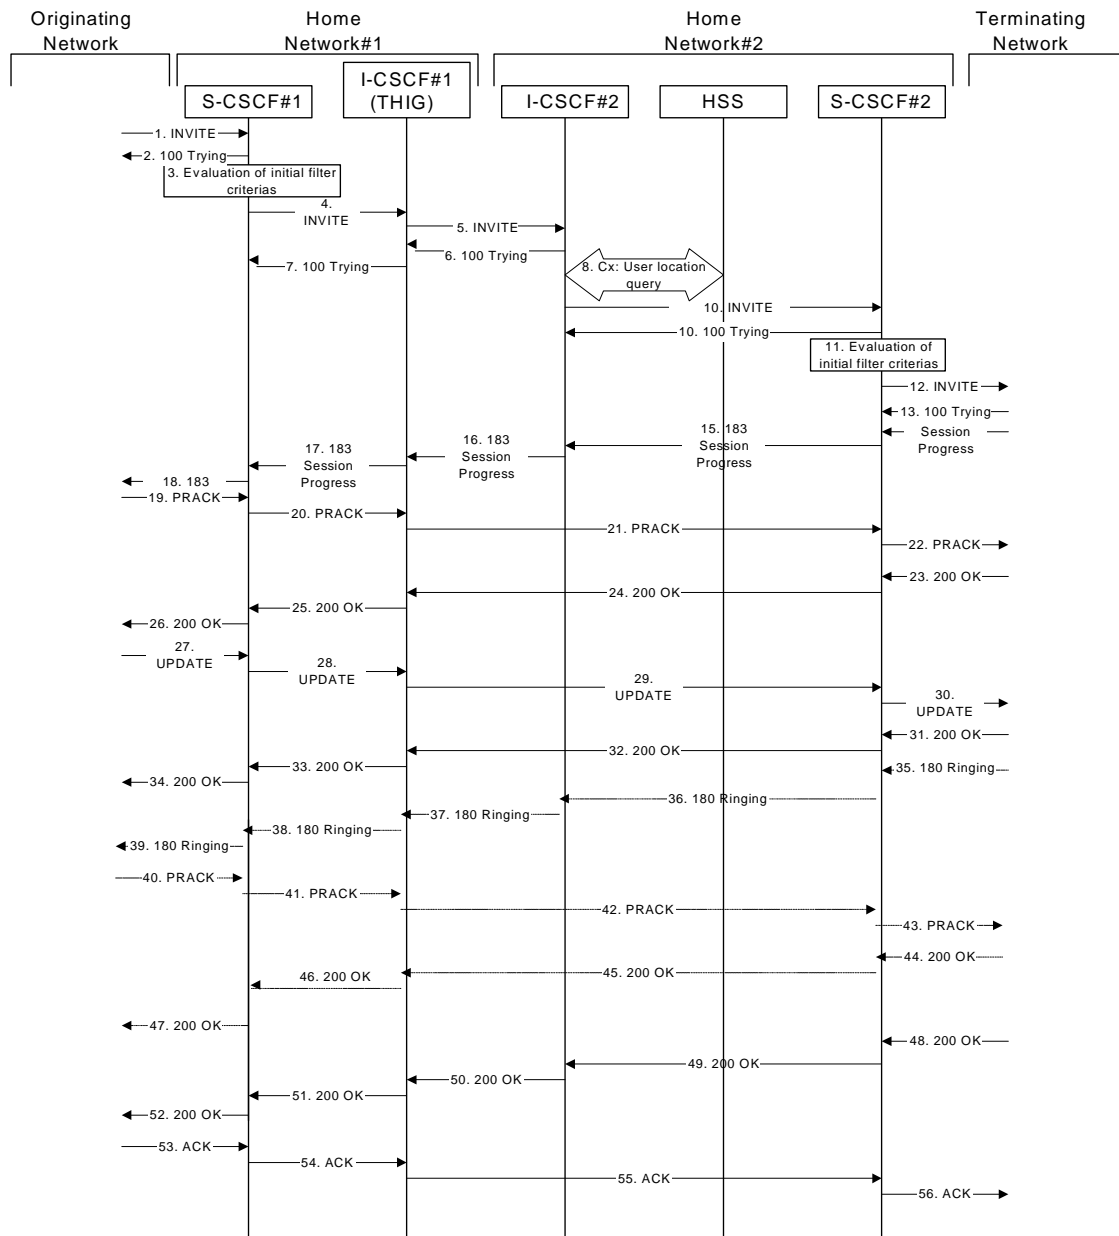 Originating
Network
Home
Network#1
Home
Network#2
Terminating
Network
S-CSCF#1
I-CSCF#1
(THIG)
I-CSCF#2
HSS
S-CSCF#2
1. INVITE
2. 100 Trying
3. Evaluation of initial filter
criterias
4.
INVITE
5. INVITE
6. 100 Trying
7. 100 Trying
8. Cx: User location
query
10. INVITE
10. 100 Trying
11. Evaluation of
initial filter criterias
12. INVITE
13. 100 Trying
Session
Progress
15. 183
Session
Progress
16. 183
Session
Progress
17. 183
Session
Progress
18. 183
19. PRACK
20. PRACK
21. PRACK
22. PRACK
23. 200 OK
24. 200 OK
25. 200 OK
26. 200 OK
27.
UPDATE
28.
UPDATE
29.
UPDATE
30.
UPDATE
31. 200 OK
32. 200 OK
33. 200 OK
34. 200 OK
35. 180 Ringing
36. 180 Ringing
37. 180 Ringing
38. 180 Ringing
39. 180 Ringing
40. PRACK
41. PRACK
42. PRACK
43. PRACK
44. 200 OK
45. 200 OK
46. 200 OK
47. 200 OK
48. 200 OK
49. 200 OK
50. 200 OK
51. 200 OK
52. 200 OK
53. ACK
54. ACK
55. ACK
56. ACK